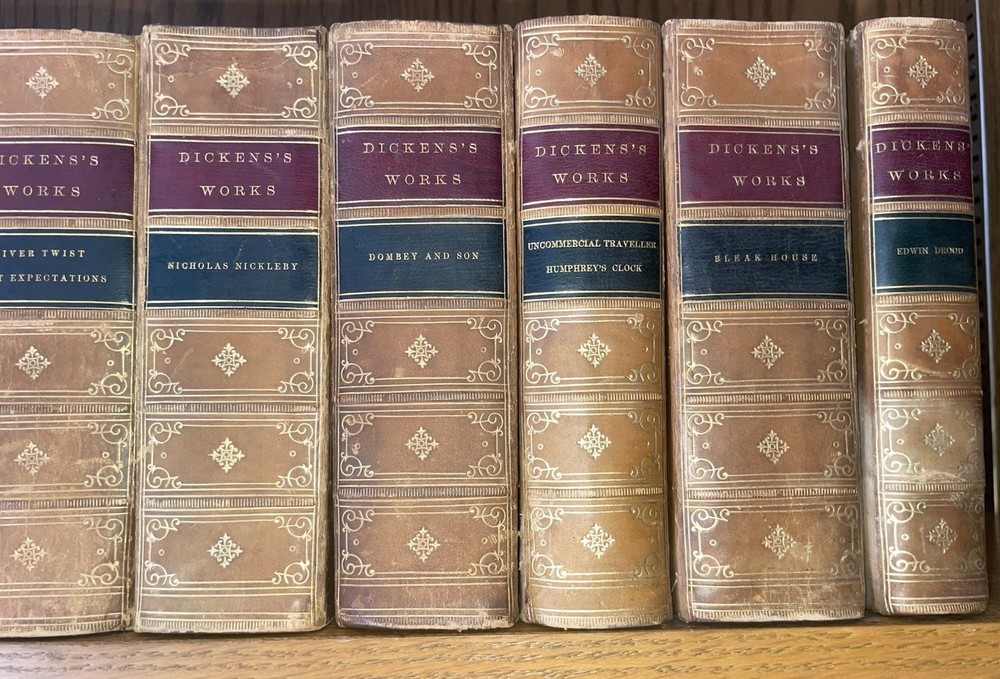 ICKENS'S
WORKS
IVER TWIST
T EXPECTATIONS
DICKENS'S
WORKS
NICHOLAS NICKLEBY
DICKENS'S
WORKS
DOMBEY AND SON
DICKENS'S
WORKS
UNCOMMERCIAL TRAVELLER
HUMPHREY'S CLOCK
DICKENS'S
WORKS
BLEAK HOUSE
DICKENS'
WORKS
EDWIN DROOD